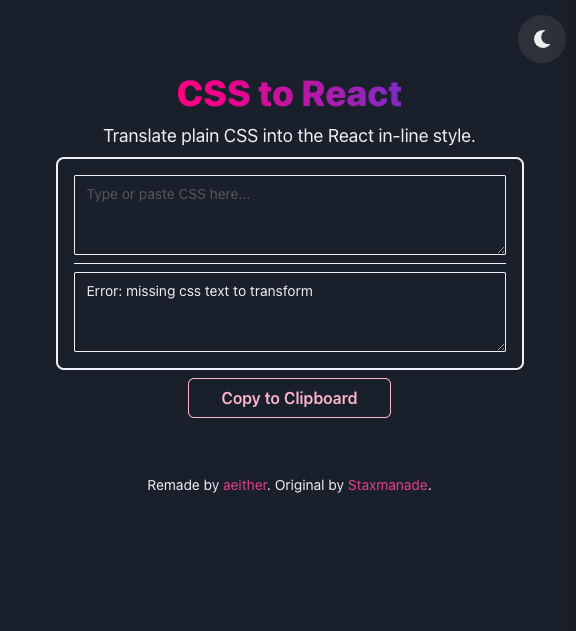 CSS to React
Translate plain CSS into the React in-line style.
Type or paste CSS here...
Error: missing css text to transform
Copy to Clipboard
Remade by aeither. Original by Staxmanade.